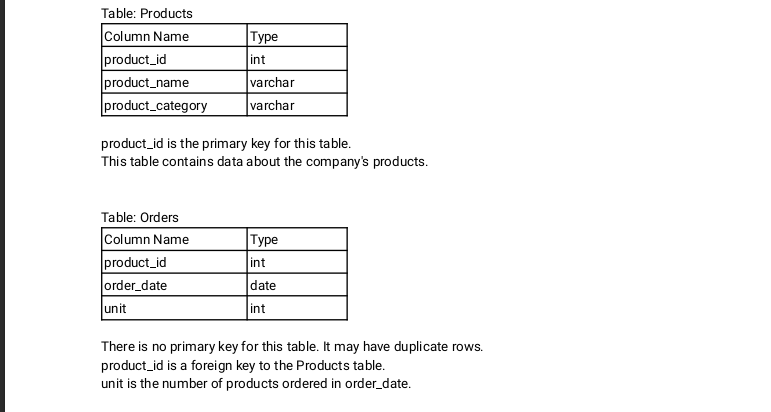 Table: Products
Column Name Type
product_id int
product_name varchar
product_category varchar
product_id is the primary key for this table.
This table contains data about the company's products.
Table: Orders
Column Name Type
product_id int
order_date date
unit int
There is no primary key for this table. It may have duplicate rows.
product_id is a foreign key to the Products table.
unit is the number of products ordered in order_date.